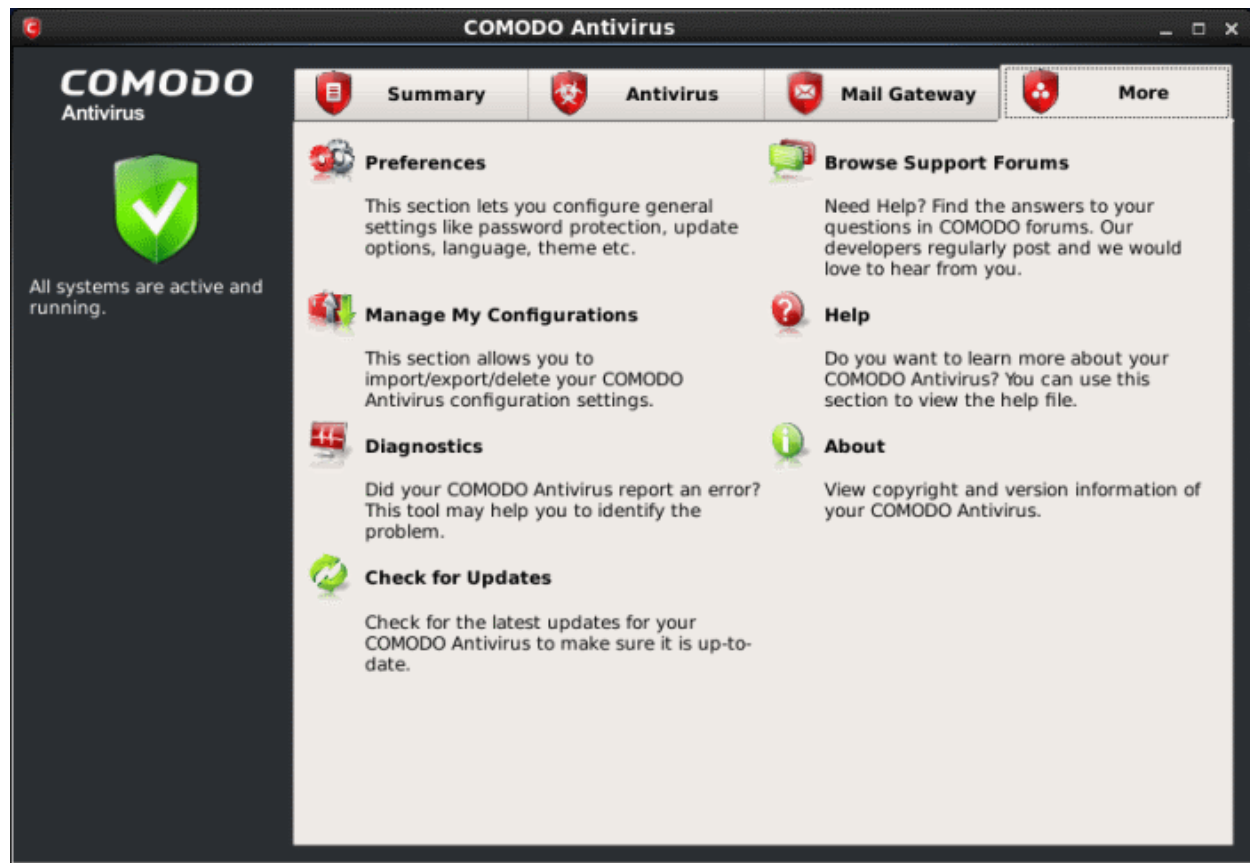 COMODO Antivirus
COMODO
Antivirus
All systems are active and
running.
Summary
Antivirus
Mail Gateway
More
Preferences
This section lets you configure general
settings like password protection, update
options, language, theme etc.
Manage My Configurations
This section allows you to
import/export/delete your COMODO
Antivirus configuration settings.
Diagnostics
Did your COMODO Antivirus report an error?
This tool may help you to identify the
problem.
Check for Updates
Check for the latest updates for your
COMODO Antivirus to make sure it is up-to-
date.
Browse Support Forums
Need Help? Find the answers to your
questions in COMODO forums. Our
developers regularly post and we would
love to hear from you.
Help
Do you want to learn more about your
COMODO Antivirus? You can use this
section to view the help file.
About
View copyright and version information of
your COMODO Antivirus.